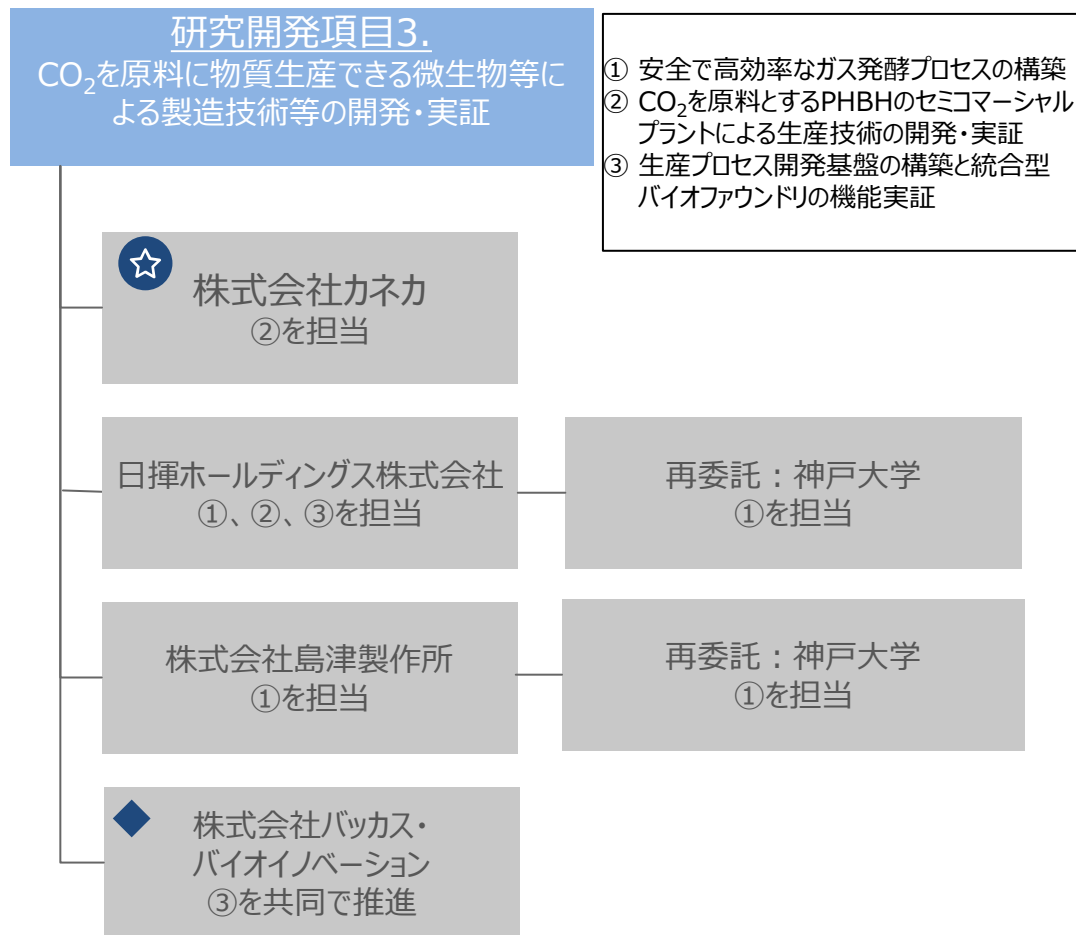 研究開発項目3.
CO₂を原料に物質生産できる微生物等に
よる製造技術等の開発・実証
① 安全で高効率なガス発酵プロセスの構築
② CO₂を原料とするPHBHのセミコマーシャル
プラントによる生産技術の開発・実証
③ 生産プロセス開発基盤の構築と統合型
バイオファウンドリの機能実証
株式会社カネカ
②を担当
日揮ホールディングス株式会社
①、②、③を担当
再委託：神戸大学
①を担当
株式会社島津製作所
①を担当
再委託：神戸大学
①を担当
株式会社バッカス・
バイオイノベーション
③を共同で推進